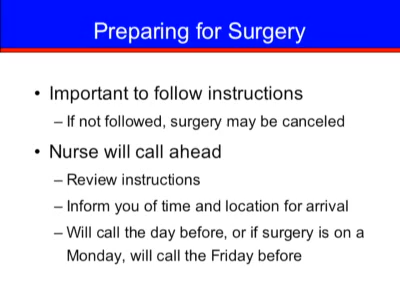 Preparing for Surgery
• Important to follow instructions
– If not followed, surgery may be canceled
• Nurse will call ahead
– Review instructions
– Inform you of time and location for arrival
– Will call the day before, or if surgery is on a
Monday, will call the Friday before